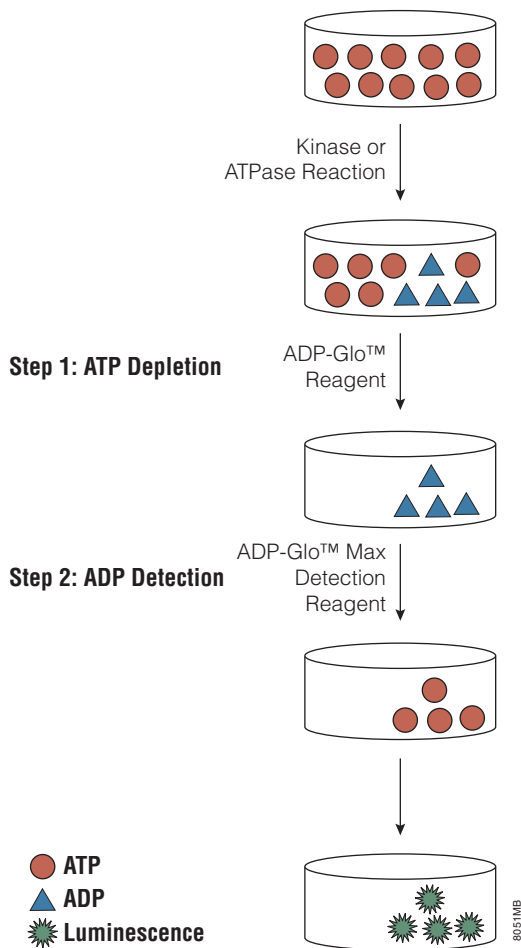 Kinase or
ATPase Reaction
Step 1: ATP Depletion
ADP-Glo™
Reagent
Step 2: ADP Detection
ADP-Glo™ Max
Detection
Reagent
ATP
ADP
Luminescence
8051MB